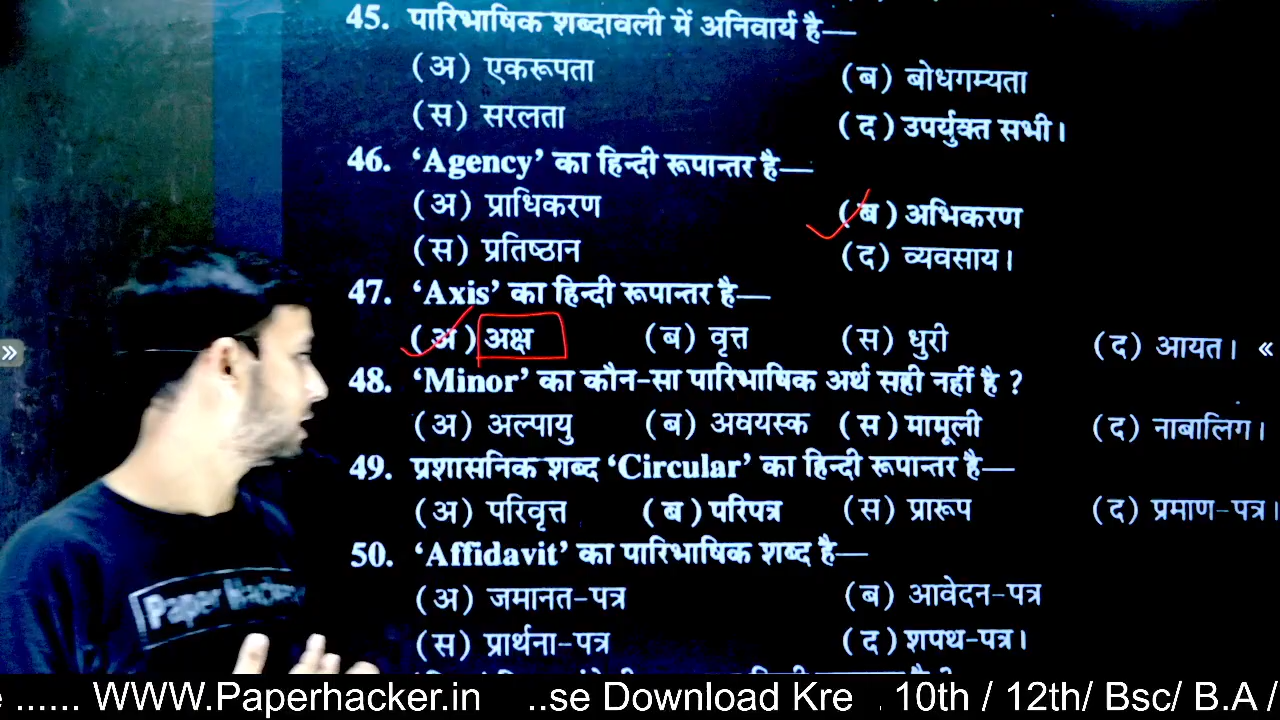 45. पारिभाषिक शब्दावली में अनिवार्य है—
(अ) एकरूपता (ब) बोधगम्यता
(स) सरलता (द) उपर्युक्त सभी।
46. ‘Agency’ का हिन्दी रूपान्तर है—
(अ) प्राधिकरण (ब) अभिकरण
(स) प्रतिष्ठान (द) व्यवसाय।
47. ‘Axis’ का हिन्दी रूपान्तर है—
(अ) अक्ष (ब) वृत्त (स) धुरी (द) आयत।
48. ‘Minor’ का कौन-सा पारिभाषिक अर्थ सही नहीं है ?
(अ) अल्पायु (ब) अवयस्क (स) मामूली (द) नाबालिग।
49. प्रशासनिक शब्द ‘Circular’ का हिन्दी रूपान्तर है—
(अ) परिवृत्त (ब) परिपत्र (स) प्रारूप (द) प्रमाण-पत्र।
50. ‘Affidavit’ का पारिभाषिक शब्द है—
(अ) जमानत-पत्र (ब) आवेदन-पत्र
(स) प्रार्थना-पत्र (द) शपथ-पत्र।
Paper Hacker
...... WWW.Paperhacker.in ..se Download Kre . 10th / 12th/ Bsc/ B.A /